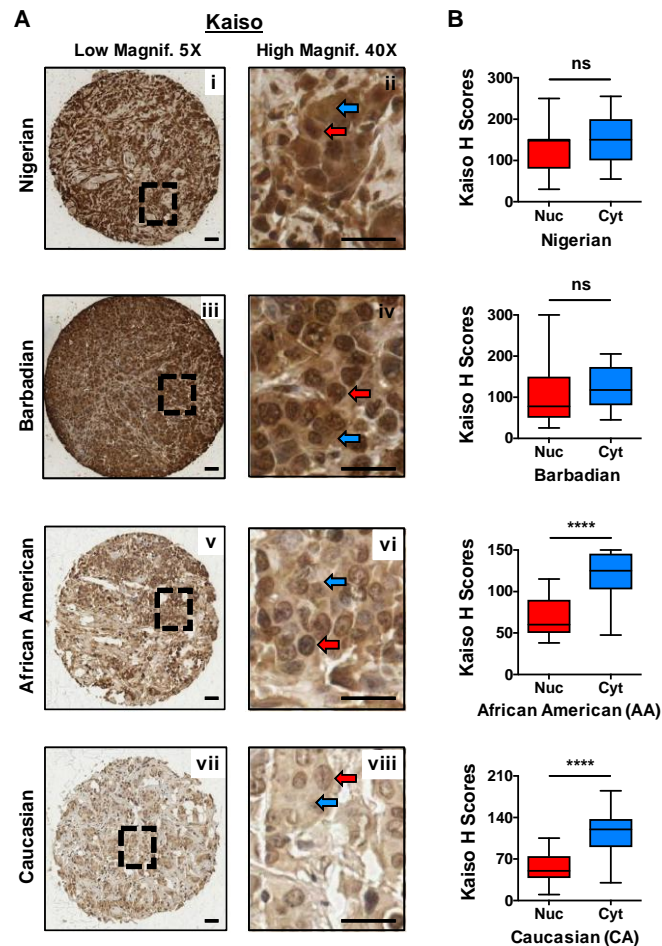 A
Kaiso
Low Magnif. 5X
High Magnif. 40X
Nigerian
i
ii
Barbadian
iii
iv
African American
v
vi
Caucasian
vii
viii
B
ns
Kaiso H Scores
300
200
100
0
Nuc Cyt
Nigerian
ns
Kaiso H Scores
300
200
100
0
Nuc Cyt
Barbadian
****
Kaiso H Scores
150
100
50
0
Nuc Cyt
African American (AA)
****
Kaiso H Scores
210
140
70
0
Nuc Cyt
Caucasian (CA)